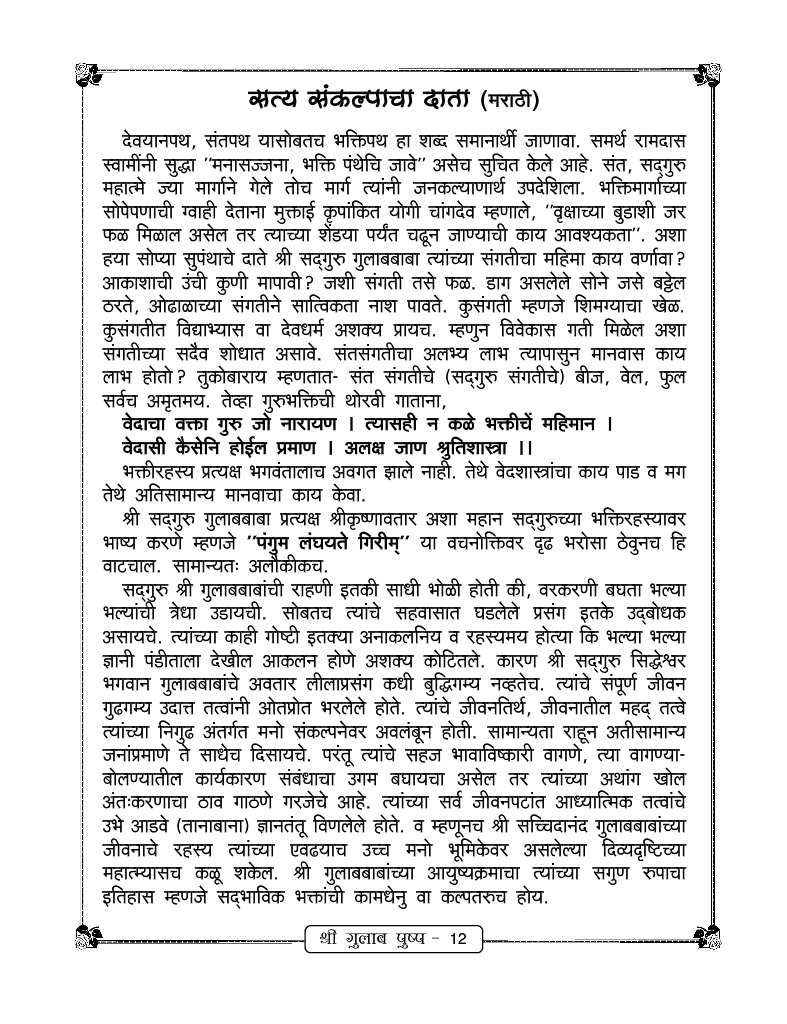 सत्य संकल्पाचा दाता (मराठी)
देवयानपथ, संतपथ यासोबतच भक्तिपथ हा शब्द समानार्थी जाणावा. समर्थ रामदास
स्वामींनी सुद्धा ''मनासज्जना, भक्ति पंथेचि जावे'' असेच सुचित केले आहे. संत, सद्‌गुरु
महात्मे ज्या मार्गाने गेले तोच मार्ग त्यांनी जनकल्याणार्थ उपदेशिला. भक्तिमार्गाच्या
सोपेपणाची ग्वाही देताना मुक्ताई कृपांकित योगी चांगदेव म्हणाले, ''वृक्षाच्या बुडाशी जर
फळ मिळाल असेल तर त्याच्या शेंडया पर्यंत चढून जाण्याची काय आवश्यकता''. अशा
हया सोप्या सुपंथाचे दाते श्री सद्‌गुरु गुलाबबाबा त्यांच्या संगतीचा महिमा काय वर्णावा?
आकाशाची उंची कुणी मापावी? जशी संगती तसे फळ. डाग असलेले सोने जसे बट्टेल
ठरते, ओढाळाच्या संगतीने सात्विकता नाश पावते. कुसंगती म्हणजे शिमग्याचा खेळ.
कुसंगतीत विद्याभ्यास वा देवधर्म अशक्य प्रायच. म्हणुन विवेकास गती मिळेल अशा
संगतीच्या सदैव शोधात असावे. संतसंगतीचा अलभ्य लाभ त्यापासुन मानवास काय
लाभ होतो? तुकोबाराय म्हणतात- संत संगतीचे (सद्‌गुरु संगतीचे) बीज, वेल, फुल
सर्वच अमृतमय. तेव्हा गुरुभक्तिची थोरवी गाताना,
वेदाचा वक्ता गुरु जो नारायण । त्यासही न कळे भक्तीचें महिमान ।
वेदासी कैसेनि होईल प्रमाण । अलक्ष जाण श्रुतिशास्त्रा ।।
भक्तीरहस्य प्रत्यक्ष भगवंतालाच अवगत झाले नाही. तेथे वेदशास्त्रांचा काय पाड व मग
तेथे अतिसामान्य मानवाचा काय केवा.
श्री सद्‌गुरु गुलाबबाबा प्रत्यक्ष श्रीकृष्णावतार अशा महान सद्‌गुरुच्या भक्तिरहस्यावर
भाष्य करणे म्हणजे ''पंगुम लंघयते गिरीम्'' या वचनोक्तिवर दृढ भरोसा ठेवुनच हि
वाटचाल. सामान्यतः अलौकीकच.
सद्‌गुरु श्री गुलाबबाबांची राहणी इतकी साधी भोळी होती की, वरकरणी बघता भल्या
भल्यांची त्रेधा उडायची. सोबतच त्यांचे सहवासात घडलेले प्रसंग इतके उद्‌बोधक
असायचे. त्यांच्या काही गोष्टी इतक्या अनाकलनिय व रहस्यमय होत्या कि भल्या भल्या
ज्ञानी पंडीताला देखील आकलन होणे अशक्य कोटितले. कारण श्री सद्‌गुरु सिद्धेश्वर
भगवान गुलाबबाबांचे अवतार लीलाप्रसंग कधी बुद्धिगम्य नव्हतेच. त्यांचे संपूर्ण जीवन
गुढगम्य उदात्त तत्वांनी ओतप्रोत भरलेले होते. त्यांचे जीवनतिर्थ, जीवनातील महद् तत्वे
त्यांच्या निगुढ अंतर्गत मनो संकल्पनेवर अवलंबून होती. सामान्यता राहून अतीसामान्य
जनांप्रमाणे ते साधेच दिसायचे. परंतू त्यांचे सहज भावाविष्कारी वागणे, त्या वागण्या-
बोलण्यातील कार्यकारण संबंधाचा उगम बघायचा असेल तर त्यांच्या अथांग खोल
अंतःकरणाचा ठाव गाठणे गरजेचे आहे. त्यांच्या सर्व जीवनपटांत आध्यात्मिक तत्वांचे
उभे आडवे (तानाबाना) ज्ञानतंतू विणलेले होते. व म्हणूनच श्री सच्चिदानंद गुलाबबाबांच्या
जीवनाचे रहस्य त्यांच्या एवढयाच उच्च मनो भूमिकेवर असलेल्या दिव्यदृष्टिच्या
महात्म्यासच कळू शकेल. श्री गुलाबबाबांच्या आयुष्यक्रमाचा त्यांच्या सगुण रुपाचा
इतिहास म्हणजे सद्‌भाविक भक्तांची कामधेनु वा कल्पतरुच होय.
श्री गुलाब पुष्प - 12